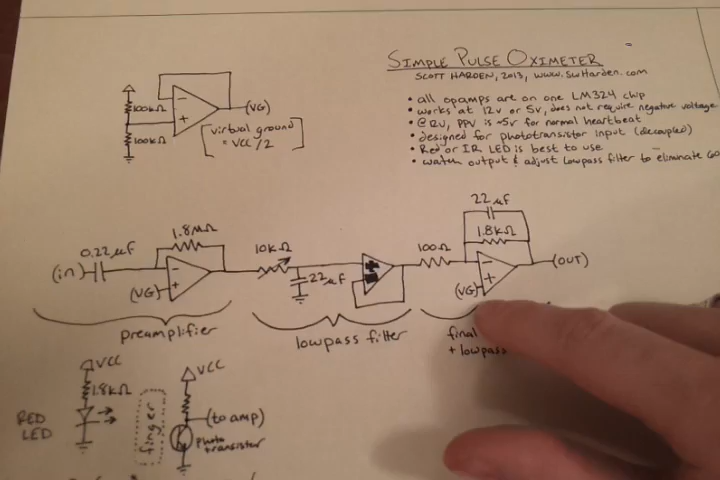 SIMPLE PULSE OXIMETER
SCOTT HARDEN, 2013, www.SWHarden.com
• all opamps are on one LM324 chip
• works at 12v or 5v, does not require negative voltage
• @12V, PPV is ~5v for normal heartbeat
• designed for phototransistor input (decoupled)
• Red or IR LED is best to use
• watch output & adjust lowpass filter to eliminate 60
100kΩ
100kΩ
-
+
(VG)
[virtual ground
= VCC/2]
(in)
0.22µF
1.8MΩ
-
+
(VG)
preamplifier
10kΩ
22µF
lowpass filter
100Ω
22µF
1.8kΩ
-
+
(VG)
(OUT)
final
+ lowpass
VCC
1.8kΩ
RED
LED
finger
VCC
(to amp)
photo
transistor